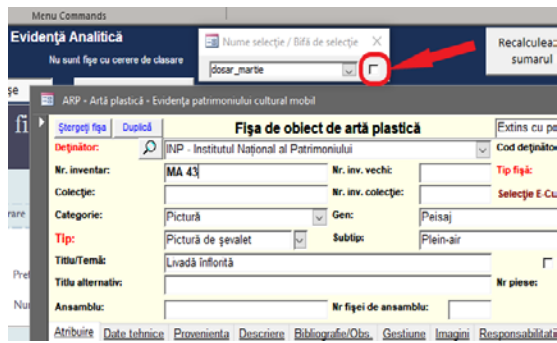 Menu Commands
Evidență Analitică
Nu sunt fișe cu cerere de clasare
Nume selecție / Bifă de selecție
dosar_martie
Recalculează
sumarul
ARP - Artă plastică - Evidența patrimoniului cultural mobil
Ștergeți fișa Duplică Fișa de obiect de artă plastică Extins cu
Deținător: INP - Institutul Național al Patrimoniului Cod deținător
Nr. inventar: MA 43 Nr. inv. vechi: Tip fișă:
Colecție: Nr. inv. colecție: Selecție E-Cu
Categorie: Pictură Gen: Peisaj
Tip: Pictură de șevalet Subtip: Plein-air
Titlu/Temă: Livadă înflorită
Titlu alternativ: Nr piese:
Ansamblu: Nr fișei de ansamblu:
Atribuire Date tehnice Provenienta Descriere Bibliografie/Obs. Gestiune Imagini Responsabilitati